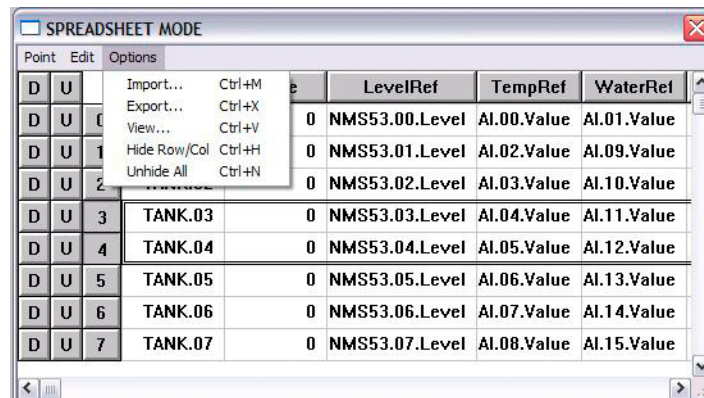 SPREADSHEET MODE
Point Edit Options
D U LevelRef TempRef WaterRef
Import... Ctrl+M
Export... Ctrl+X
View... Ctrl+V
Hide Row/Col Ctrl+H
Unhide All Ctrl+N
D U 0 NMS53.00.Level AI.00.Value AI.01.Value
D U 1 0 NMS53.01.Level AI.02.Value AI.09.Value
D U 2 0 NMS53.02.Level AI.03.Value AI.10.Value
D U 3 TANK.03 0 NMS53.03.Level AI.04.Value AI.11.Value
D U 4 TANK.04 0 NMS53.04.Level AI.05.Value AI.12.Value
D U 5 TANK.05 0 NMS53.05.Level AI.06.Value AI.13.Value
D U 6 TANK.06 0 NMS53.06.Level AI.07.Value AI.14.Value
D U 7 TANK.07 0 NMS53.07.Level AI.08.Value AI.15.Value